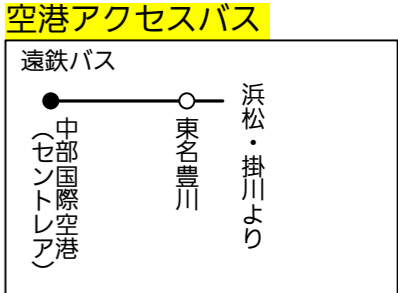 空港アクセスバス
遠鉄バス
中部国際空港
（セントレア）
東名豊川
浜松・掛川より